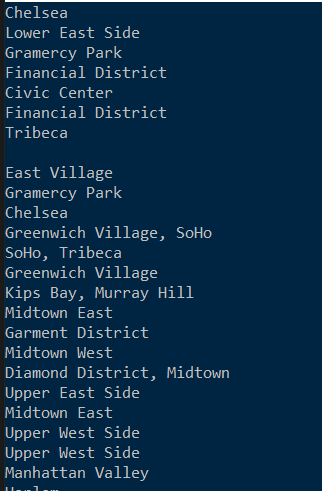 Chelsea
Lower East Side
Gramercy Park
Financial District
Civic Center
Financial District
Tribeca

East Village
Gramercy Park
Chelsea
Greenwich Village, SoHo
SoHo, Tribeca
Greenwich Village
Kips Bay, Murray Hill
Midtown East
Garment District
Midtown West
Diamond District, Midtown
Upper East Side
Midtown East
Upper West Side
Upper West Side
Manhattan Valley